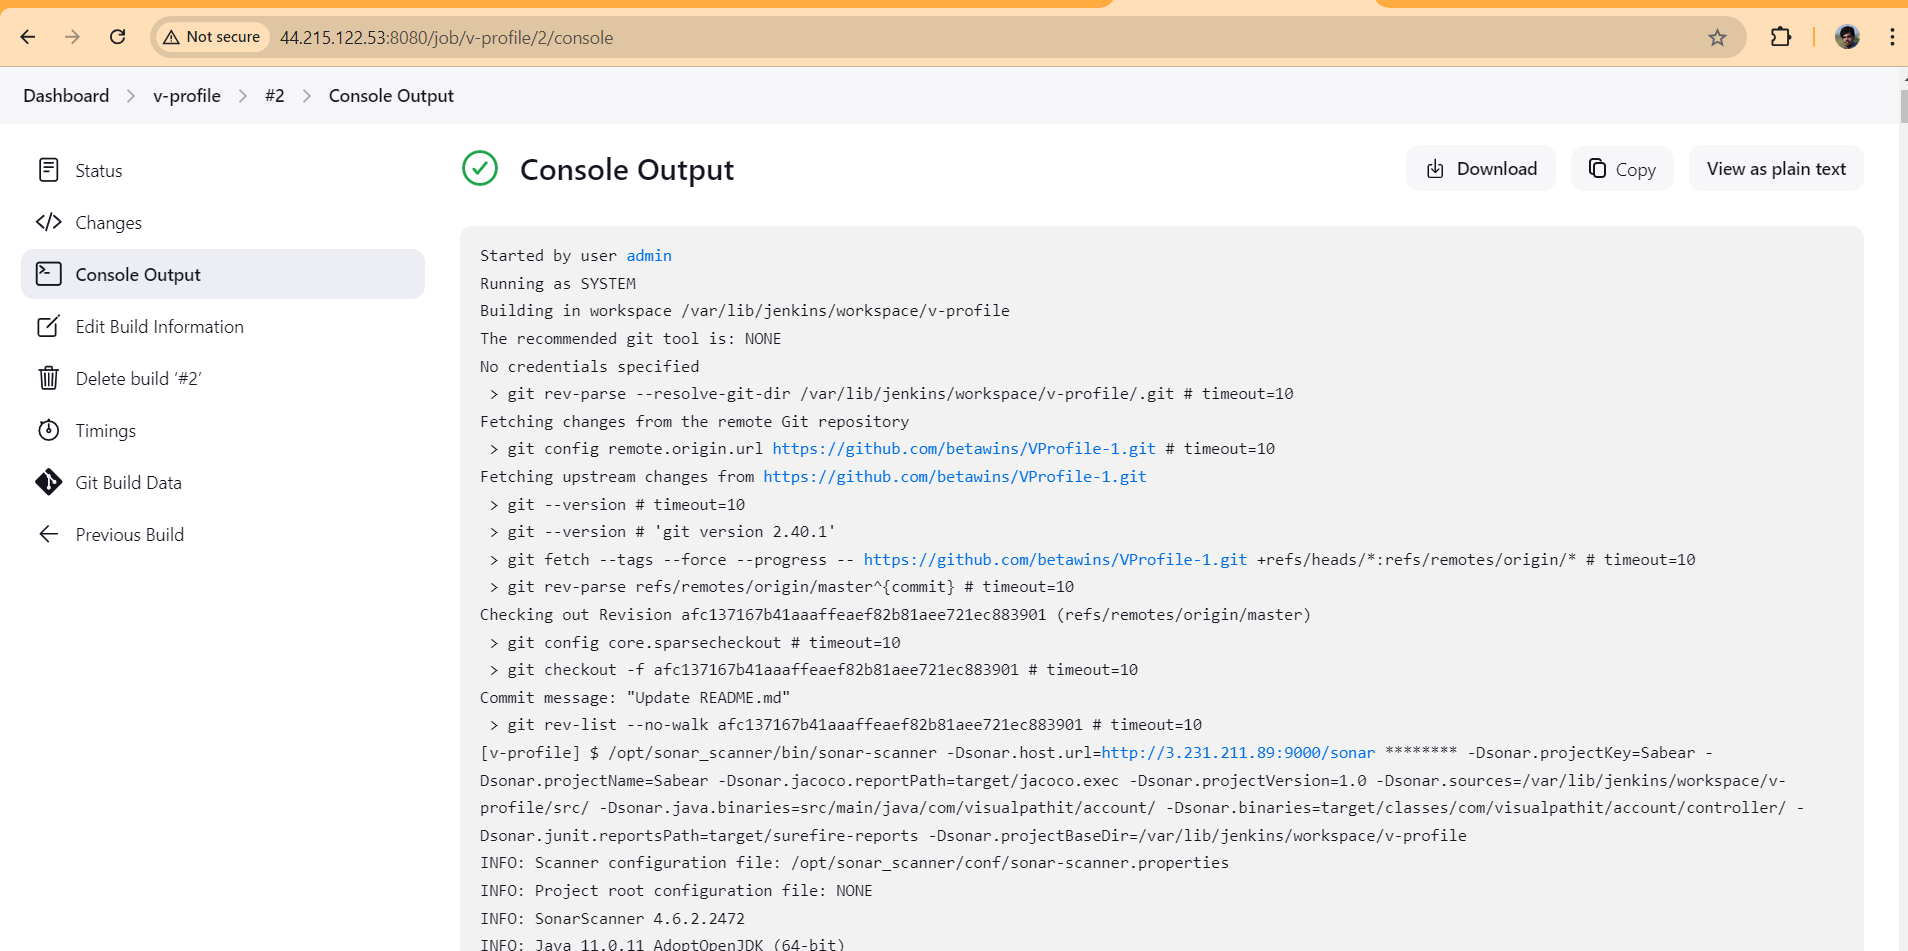 Not secure 44.215.122.53:8080/job/v-profile/2/console
Dashboard v-profile #2 Console Output
Status
Changes
Console Output
Edit Build Information
Delete build ‘#2’
Timings
Git Build Data
Previous Build
Console Output
Download
Copy
View as plain text
Started by user admin
Running as SYSTEM
Building in workspace /var/lib/jenkins/workspace/v-profile
The recommended git tool is: NONE
No credentials specified
> git rev-parse --resolve-git-dir /var/lib/jenkins/workspace/v-profile/.git # timeout=10
Fetching changes from the remote Git repository
> git config remote.origin.url https://github.com/betawins/VProfile-1.git # timeout=10
Fetching upstream changes from https://github.com/betawins/VProfile-1.git
> git --version # timeout=10
> git --version # 'git version 2.40.1'
> git fetch --tags --force --progress -- https://github.com/betawins/VProfile-1.git +refs/heads/*:refs/remotes/origin/* # timeout=10
> git rev-parse refs/remotes/origin/master^{commit} # timeout=10
Checking out Revision afc137167b41aaaffeaef82b81aee721ec883901 (refs/remotes/origin/master)
> git config core.sparsecheckout # timeout=10
> git checkout -f afc137167b41aaaffeaef82b81aee721ec883901 # timeout=10
Commit message: "Update README.md"
> git rev-list --no-walk afc137167b41aaaffeaef82b81aee721ec883901 # timeout=10
[v-profile] $ /opt/sonar_scanner/bin/sonar-scanner -Dsonar.host.url=http://3.231.211.89:9000/sonar ******** -Dsonar.projectKey=Sabear -
Dsonar.projectName=Sabear -Dsonar.jacoco.reportPath=target/jacoco.exec -Dsonar.projectVersion=1.0 -Dsonar.sources=/var/lib/jenkins/workspace/v-
profile/src/ -Dsonar.java.binaries=src/main/java/com/visualpathit/account/ -Dsonar.binaries=target/classes/com/visualpathit/account/controller/ -
Dsonar.junit.reportsPath=target/surefire-reports -Dsonar.projectBaseDir=/var/lib/jenkins/workspace/v-profile
INFO: Scanner configuration file: /opt/sonar_scanner/conf/sonar-scanner.properties
INFO: Project root configuration file: NONE
INFO: SonarScanner 4.6.2.2472
INFO: Java 11.0.11 AdoptOpenJDK (64-bit)